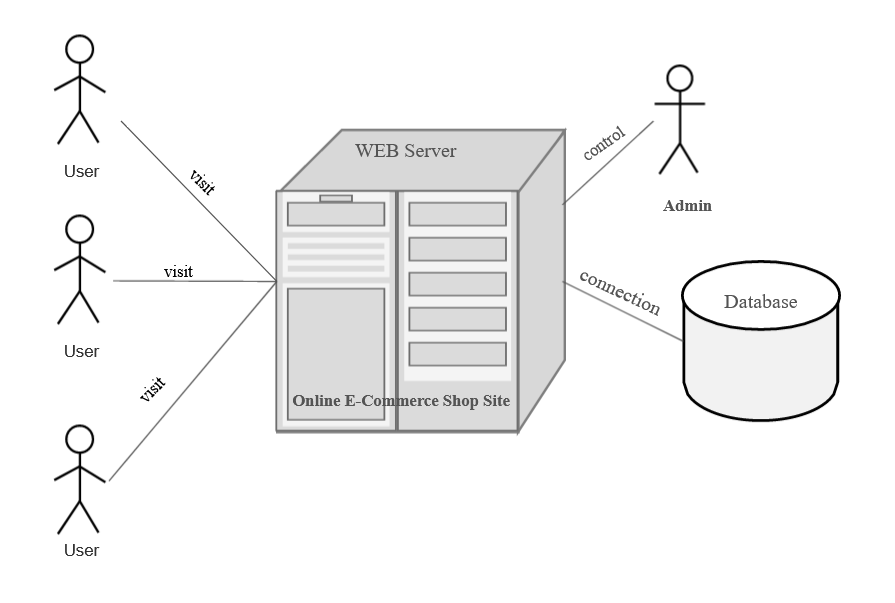 User
visit
WEB Server
control
Admin
visit
User
connection
Database
Online E-Commerce Shop Site
visit
User